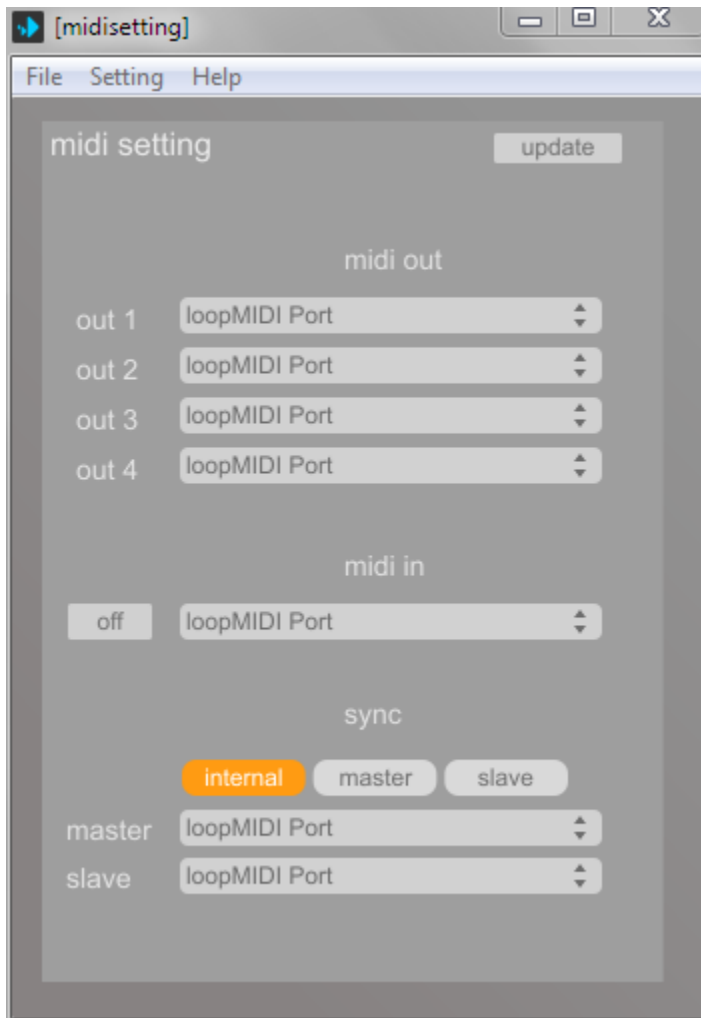 [midisetting]
File Setting Help
midi setting update
midi out
out 1 loopMIDI Port
out 2 loopMIDI Port
out 3 loopMIDI Port
out 4 loopMIDI Port
midi in
off loopMIDI Port
sync
internal master slave
master loopMIDI Port
slave loopMIDI Port